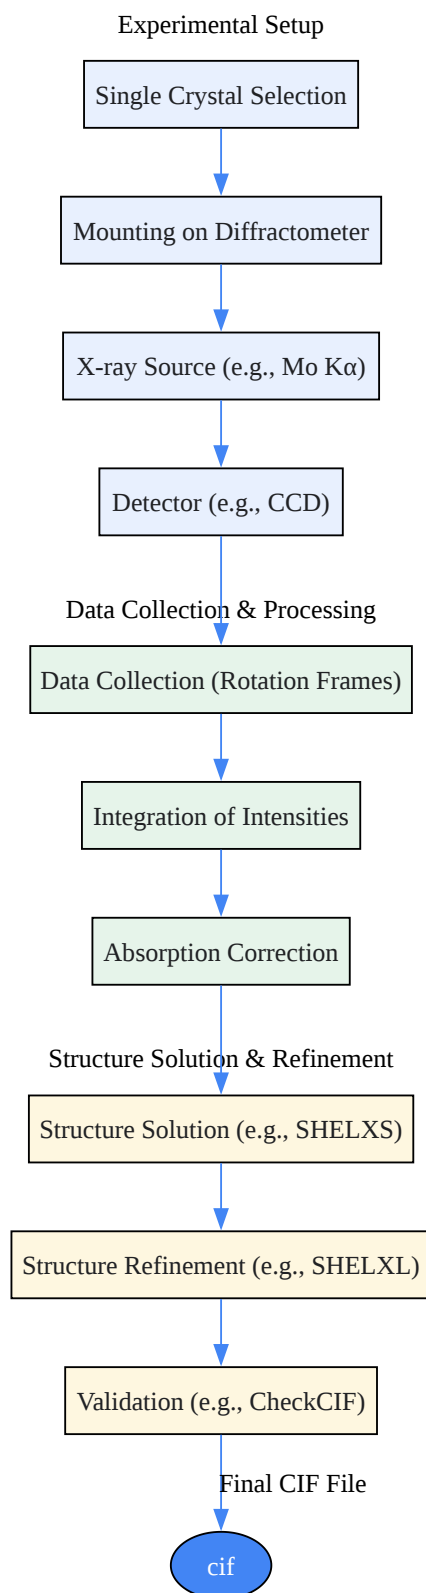 Experimental Setup
Single Crystal Selection
Mounting on Diffractometer
X-ray Source (e.g., Mo Kα)
Detector (e.g., CCD)
Data Collection & Processing
Data Collection (Rotation Frames)
Integration of Intensities
Absorption Correction
Structure Solution & Refinement
Structure Solution (e.g., SHELXS)
Structure Refinement (e.g., SHELXL)
Validation (e.g., CheckCIF)
Final CIF File
cif